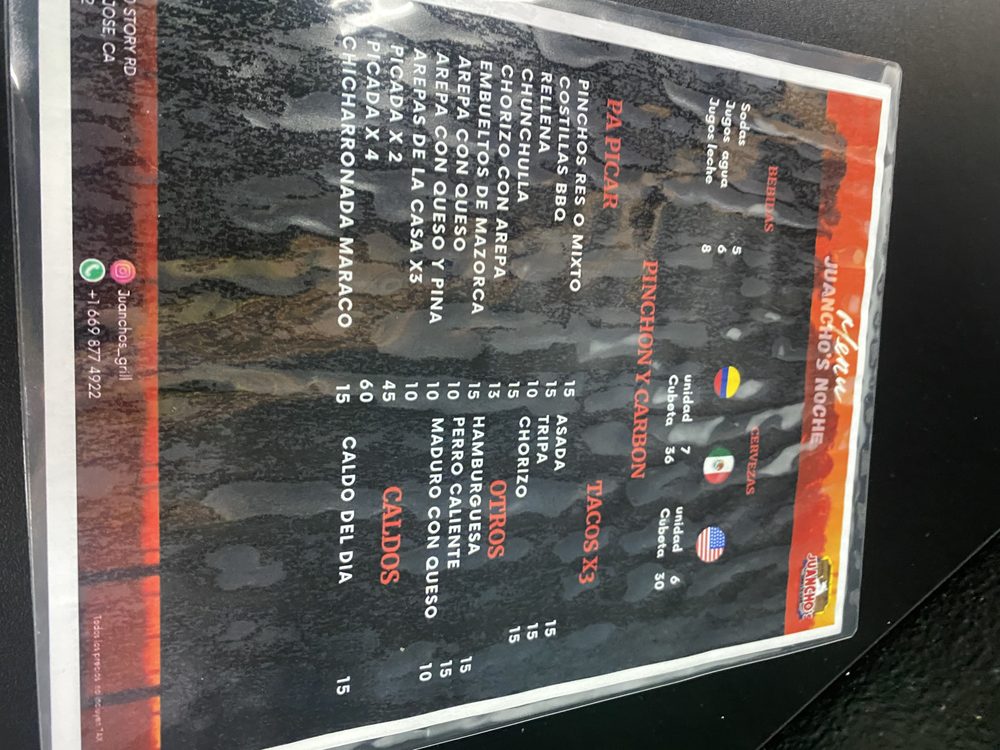 Menu
JUANCHO'S NOCHE
JUANCHO'S
BEBIDAS
Sodas 5
Jugos agua 6
Jugos leche 8
CERVEZAS
unidad 7
Cubeta 36
unidad 6
Cubeta 30
PINCHON Y CARBON
PA PICAR
PINCHOS RES O MIXTO 15
COSTILLAS BBQ 15
RELLENA 10
CHUNCHULLA 15
CHORIZO CON AREPA 13
EMBUELTOS DE MAZORCA 15
AREPA CON QUESO 10
AREPA CON QUESO Y PINA 10
AREPAS DE LA CASA X3 10
PICADA X 2 45
PICADA X 4 60
CHICHARRONADA MARACO 15
TACOS X3
ASADA 15
TRIPA 15
CHORIZO 15
OTROS
HAMBURGUESA 15
PERRO CALIENTE 15
MADURO CON QUESO 10
CALDOS
CALDO DEL DIA 15
STORY RD
JOSE, CA
Juanchos_grill
+1 669 877 4922